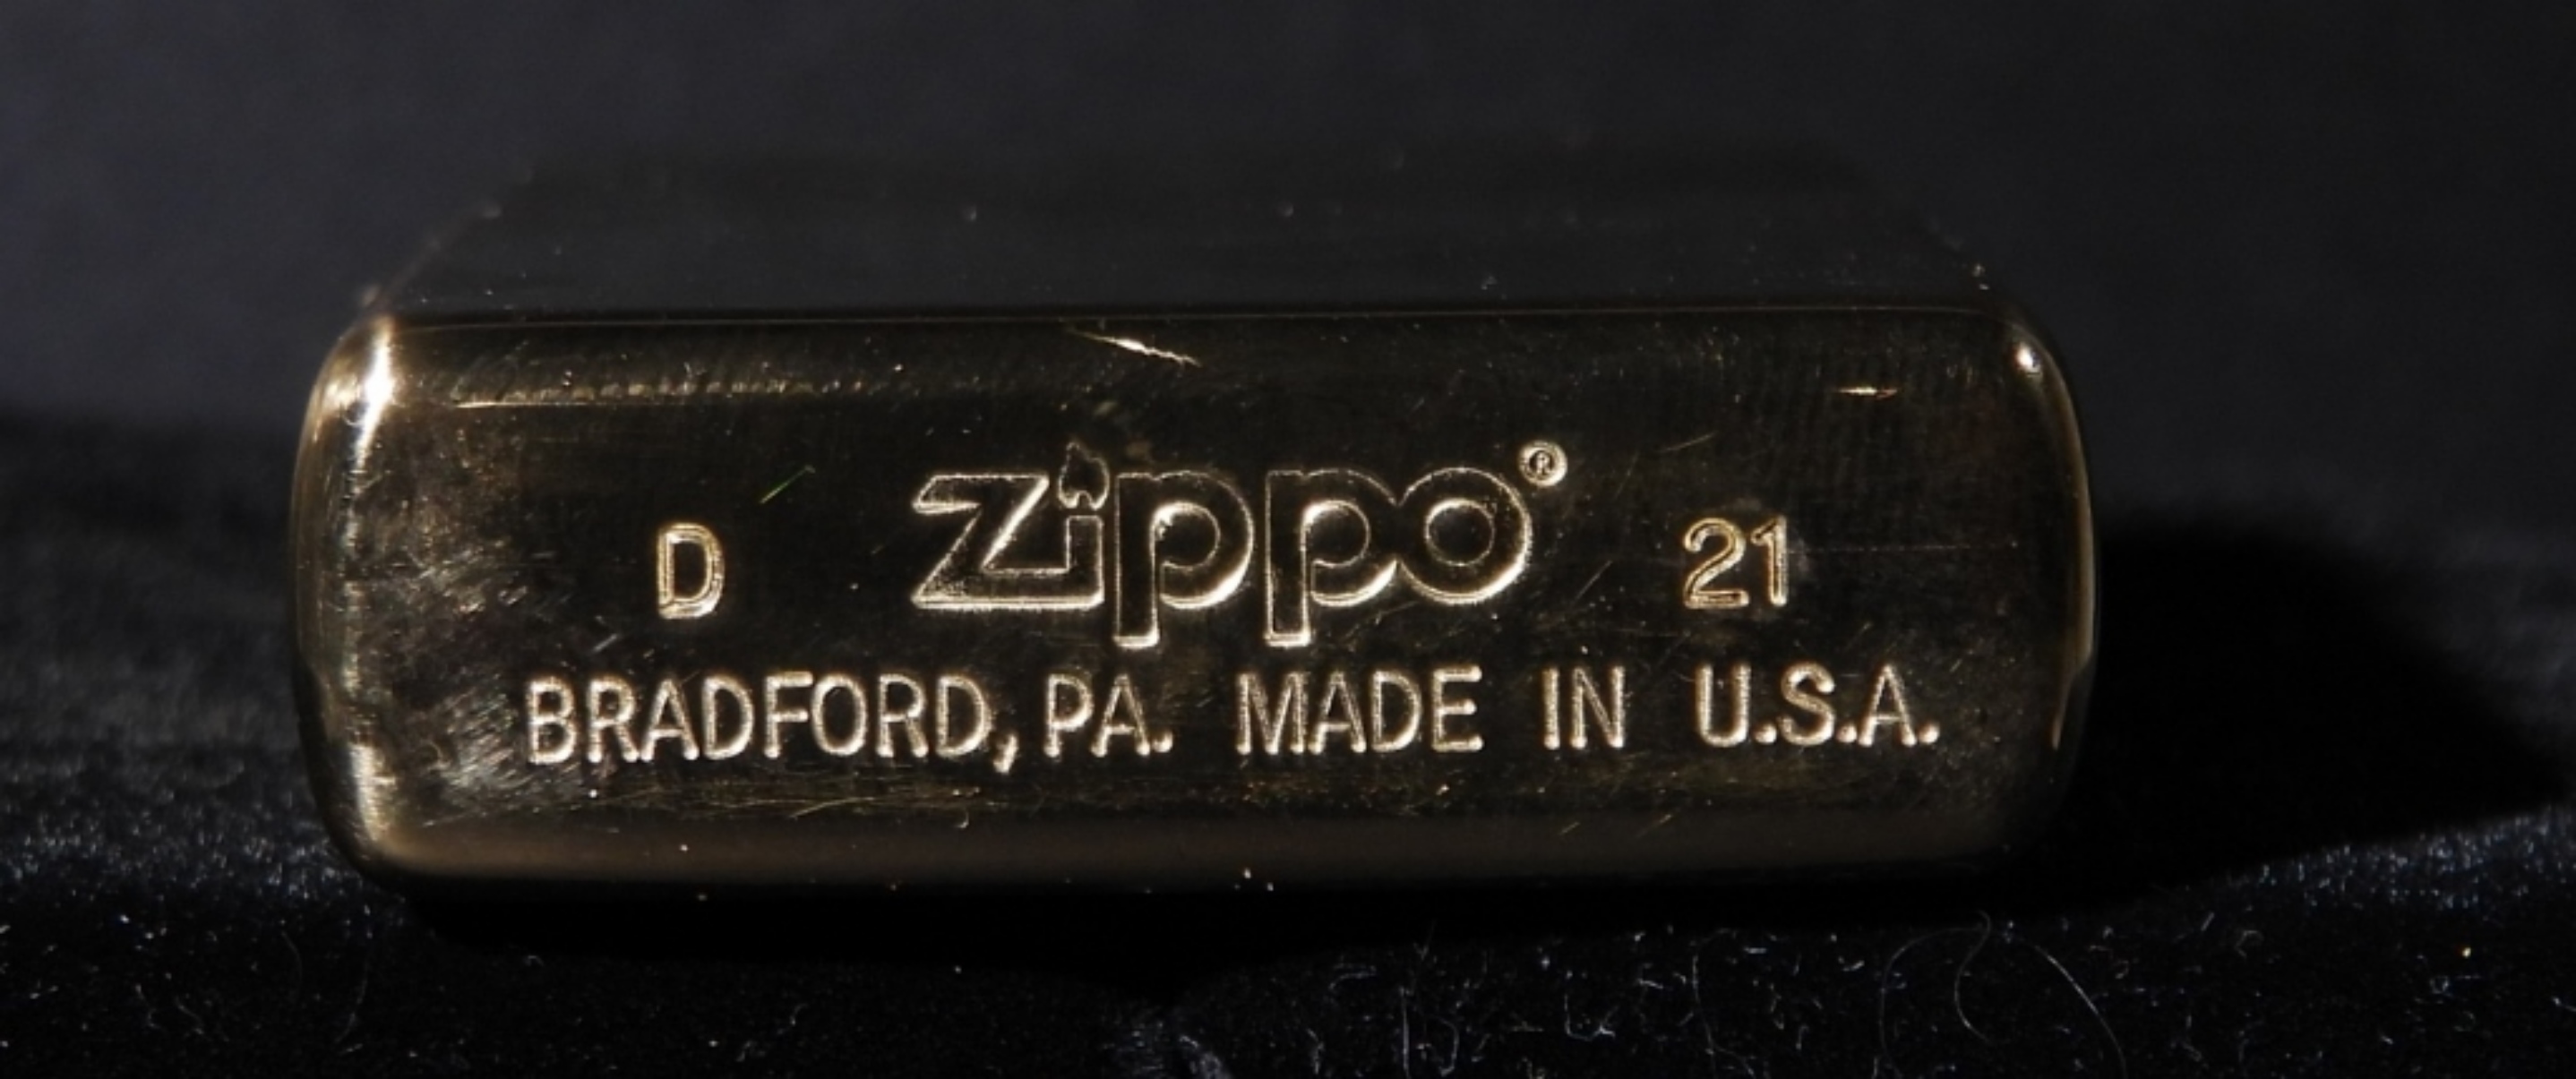 D Zippo® 21
BRADFORD, PA. MADE IN U.S.A.